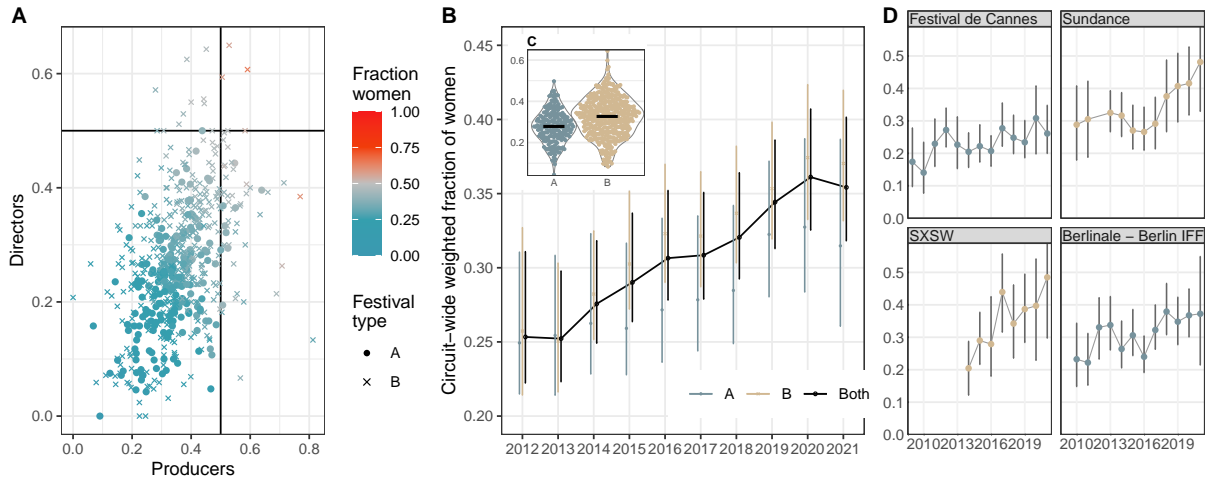 A
0.6
0.4
0.2
0.0
0.0 0.2 0.4 0.6 0.8
Producers
Directors
Fraction
women
1.00
0.75
0.50
0.25
0.00
Festival
type
A
B
B
0.45
0.40
0.35
0.30
0.25
0.20
2012 2013 2014 2015 2016 2017 2018 2019 2020 2021
Circuit−wide weighted fraction of women
A B Both
C
0.6
0.4
0.2
A B
D
Festival de Cannes Sundance
0.5
0.4
0.3
0.2
0.1
0.0
SXSW Berlinale − Berlin IFF
0.5
0.4
0.3
0.2
0.1
0.0
2010 2013 2016 2019 2010 2013 2016 2019